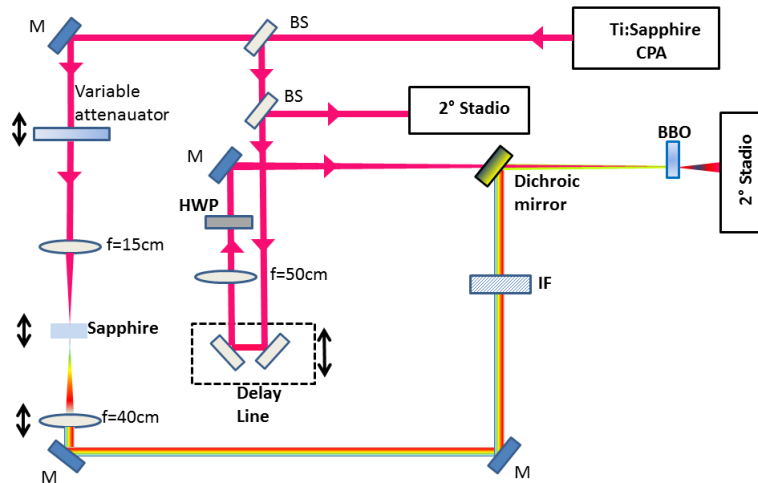 M
BS
Ti:Sapphire
CPA
Variable
attenauator
BS
2° Stadio
BBO
M
Dichroic
mirror
2° Stadio
HWP
f=15cm
f=50cm
IF
Sapphire
Delay
Line
f=40cm
M
M